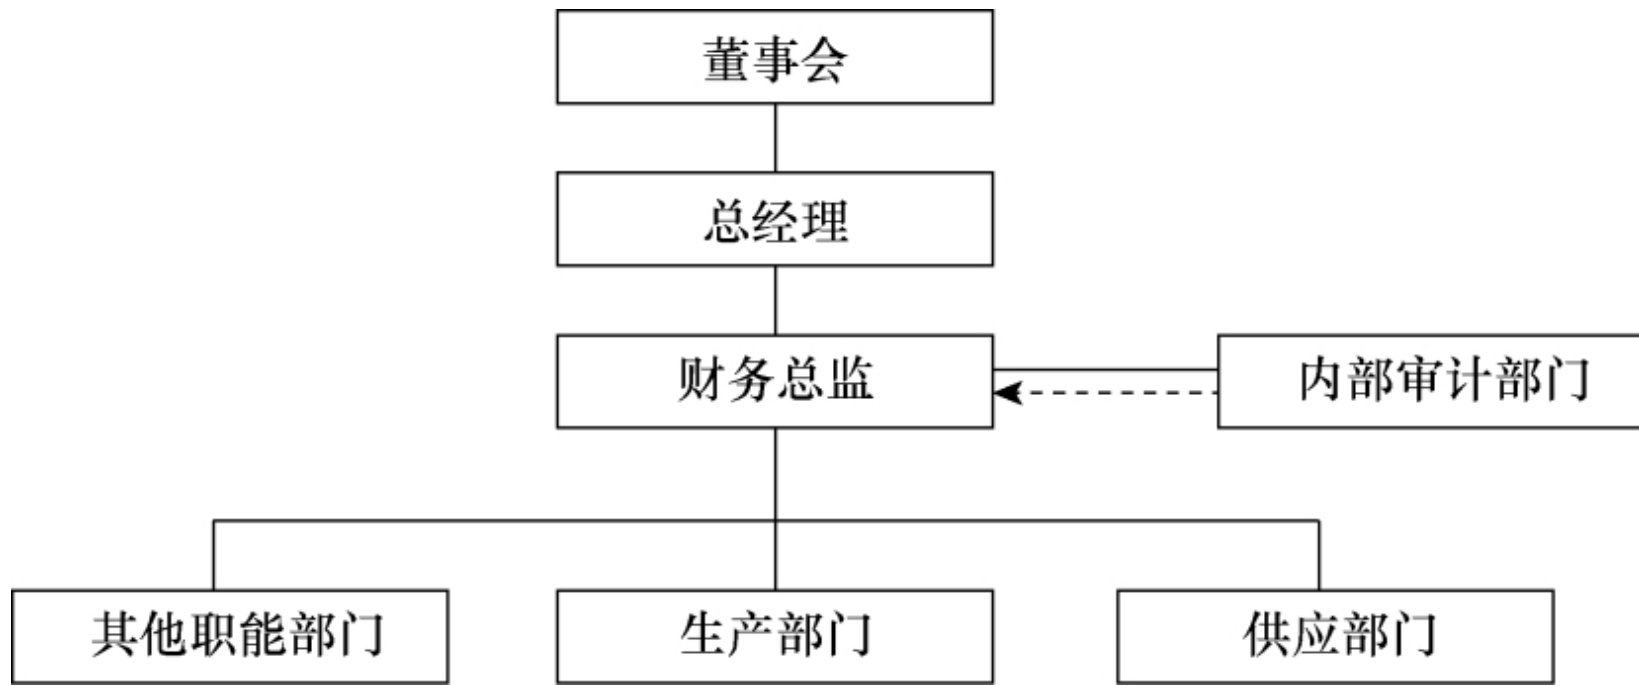 董事会
总经理
财务总监
内部审计部门
其他职能部门
生产部门
供应部门